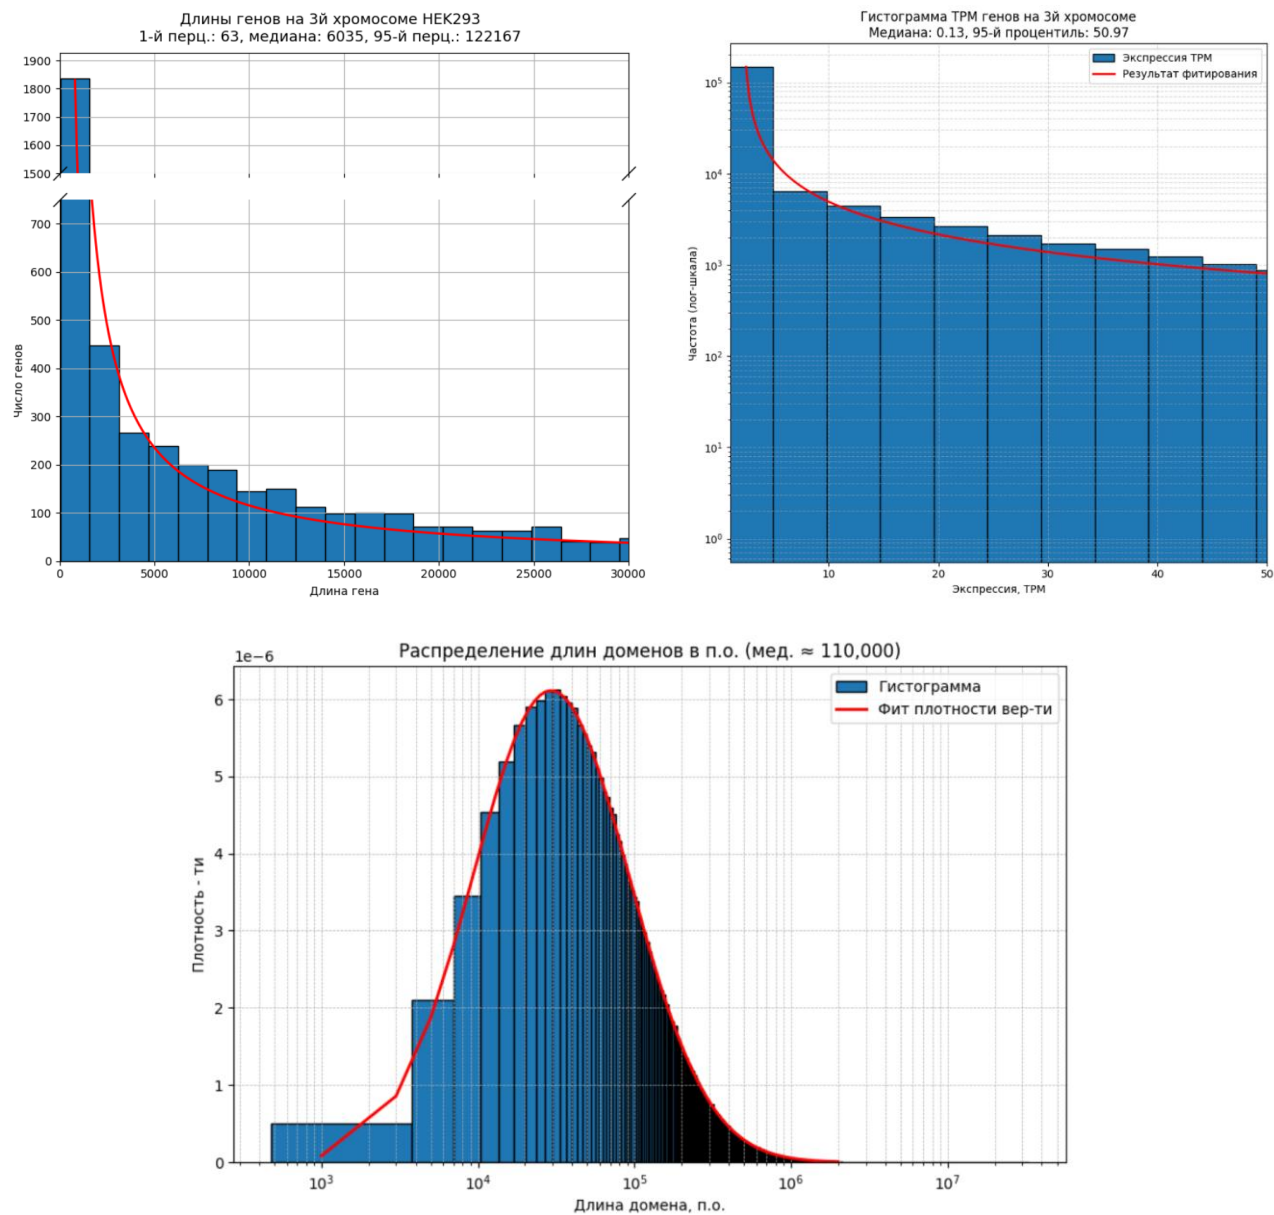 Длины генов на 3й хромосоме HEK293
1-й перц.: 63, медиана: 6035, 95-й перц.: 122167
1900
1800
1700
1600
1500
700
600
500
400
300
200
100
0
Число генов
0 5000 10000 15000 20000 25000 30000
Длина гена
Гистограмма TPM генов на 3й хромосоме
Медиана: 0.13, 95-й процентиль: 50.97
Экспрессия TPM
Результат фитирования
10⁵
10⁴
10³
10²
10¹
10⁰
Частота (лог-шкала)
10 20 30 40 50
Экспрессия, TPM
Распределение длин доменов в п.о. (мед. ≈ 110,000)
1e−6
Гистограмма
Фит плотности вер-ти
6
5
4
3
2
1
0
Плотность - ти
10³ 10⁴ 10⁵ 10⁶ 10⁷
Длина домена, п.о.